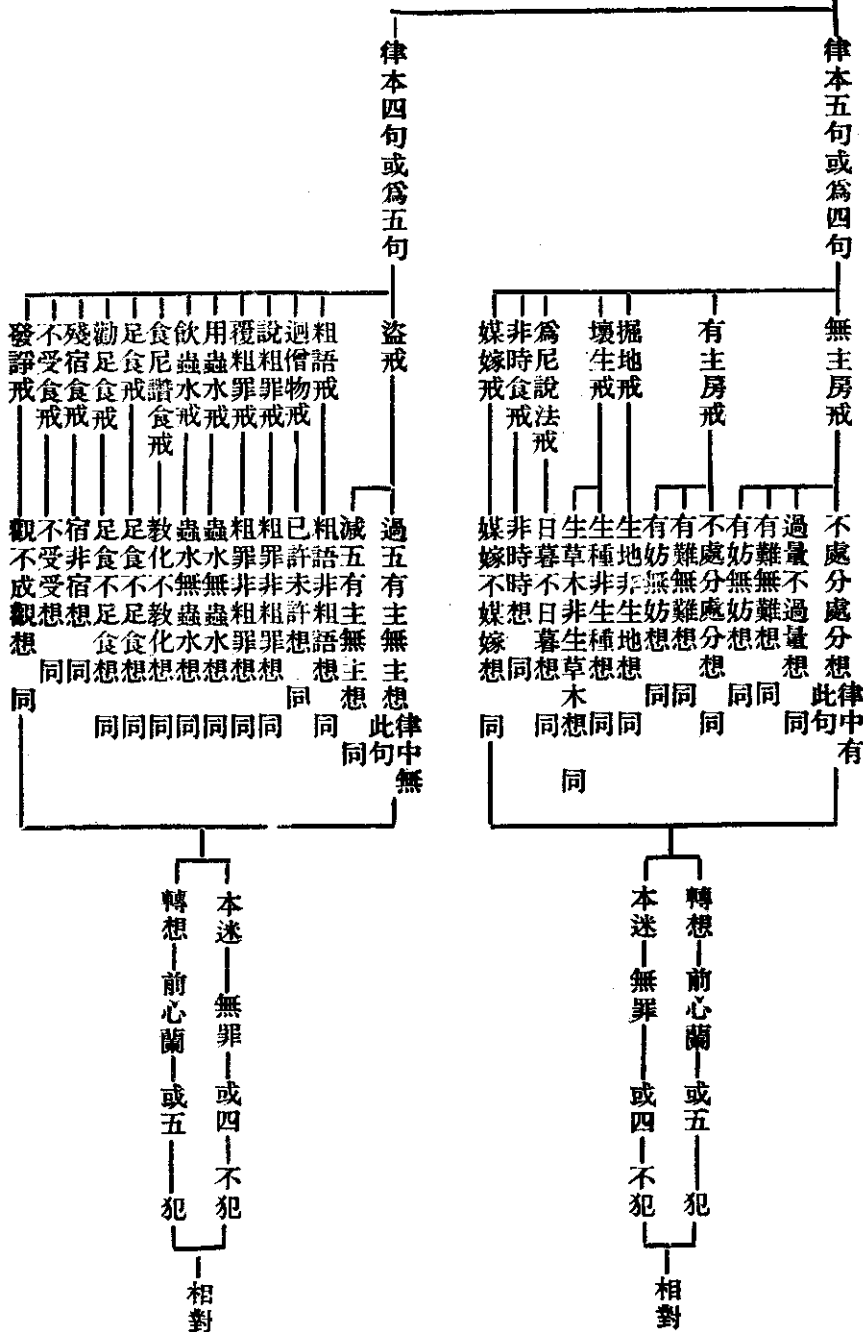 律本五句或爲四句
無主房戒
不處分處分想 律中有此句
過量不過量想 同
有難無難想 同
有妨無妨想 同
有主房戒
不處分處分想 同
有難無難想 同
有妨無妨想 同
掘地戒
生地非生地想 同
壞生戒
生種非生種想 同
生草木非生草木想 同
爲尼說法戒
日暮不日暮想 同
非時食戒
非時時想 同
媒嫁戒
媒嫁不媒嫁想 同
轉想 前心蘭 或五 犯
本迷 無罪 或四 不犯
相對
律本四句或爲五句
盜戒
過五有主無主想 律中無此句
減五有主無主想 同
粗語戒
粗語非粗語想 同
迴僧物戒
已許未許想 同
說粗罪戒
粗罪非粗罪想 同
覆粗罪戒
粗罪非粗罪想 同
用蟲水戒
蟲水無蟲水想 同
飲蟲水戒
蟲水無蟲水想 同
食尼讚食戒
教化不教化想 同
足食戒
足食不足食想 同
勸足食戒
足食不足食想 同
殘宿食戒
宿非宿想 同
不受食戒
不受受想 同
發諍戒
觀不成觀想 同
本迷 無罪 或四 不犯
轉想 前心蘭 或五 犯
相對